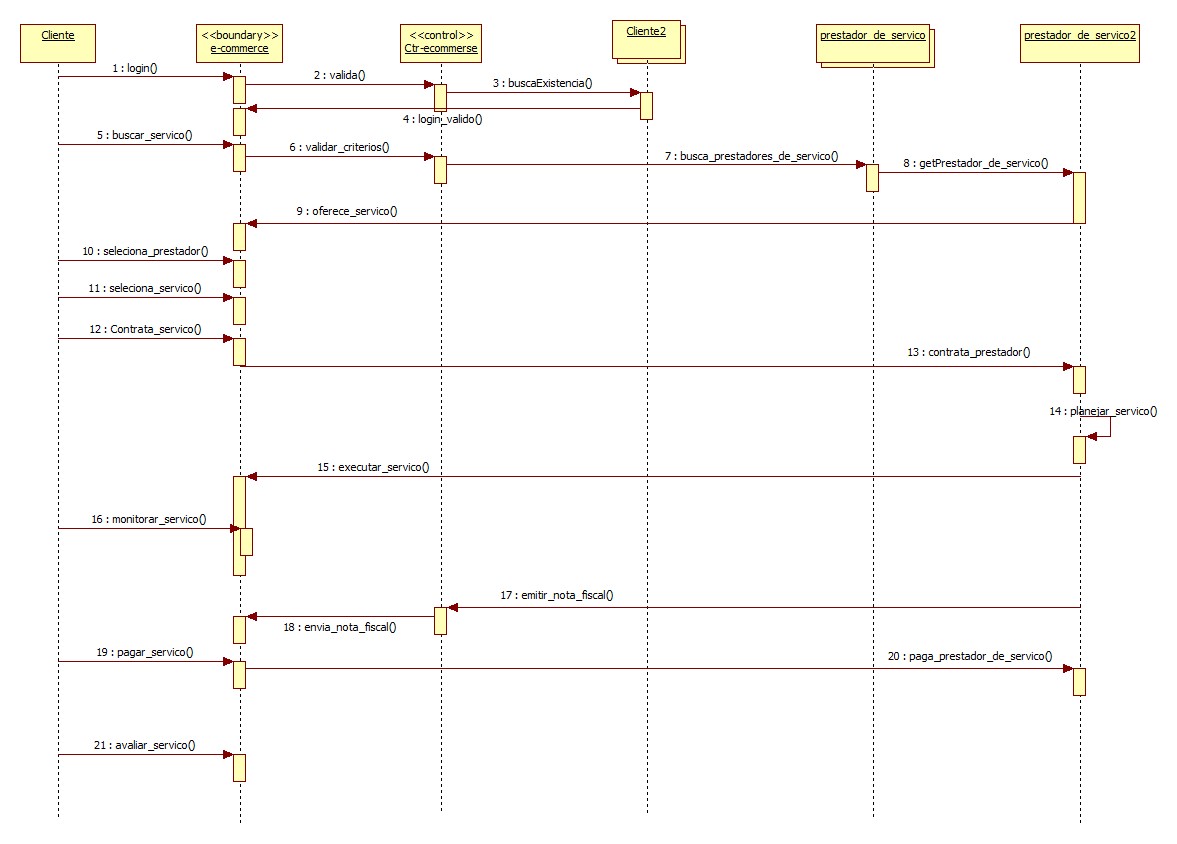 Cliente
<<boundary>>
e-commerce
<<control>>
Ctr-ecommerse
Cliente2
prestador_de_servico
prestador_de_servico2
1 : login()
2 : valida()
3 : buscaExistencia()
4 : login_valido()
5 : buscar_servico()
6 : validar_criterios()
7 : busca_prestadores_de_servico()
8 : getPrestador_de_servico()
9 : oferece_servico()
10 : seleciona_prestador()
11 : seleciona_servico()
12 : Contrata_servico()
13 : contrata_prestador()
14 : planejar_servico()
15 : executar_servico()
16 : monitorar_servico()
17 : emitir_nota_fiscal()
18 : envia_nota_fiscal()
19 : pagar_servico()
20 : paga_prestador_de_servico()
21 : avaliar_servico()